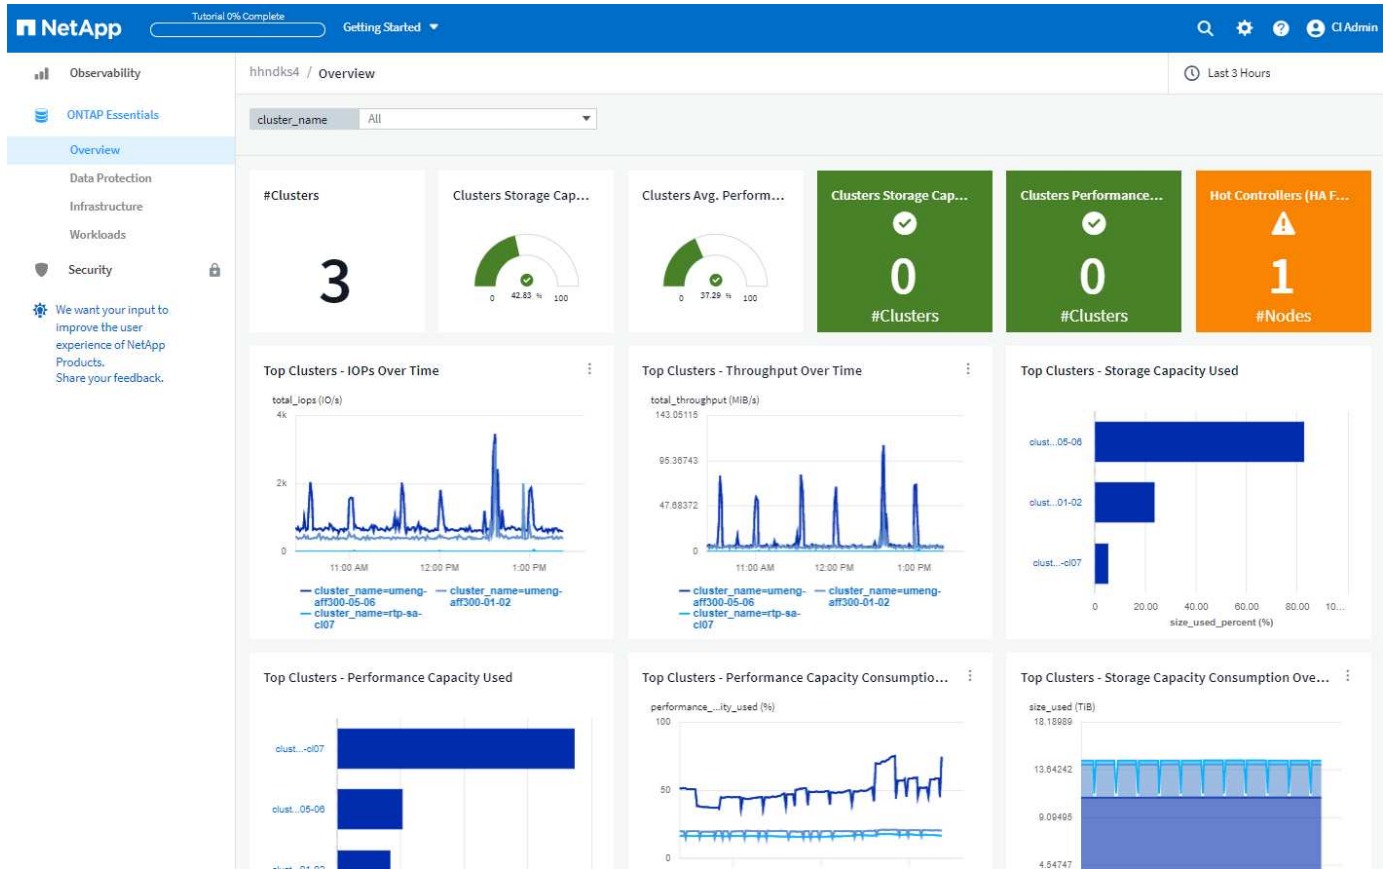 NetApp
Tutorial 0% Complete
Getting Started
CI Admin
Observability
ONTAP Essentials
Overview
Data Protection
Infrastructure
Workloads
Security
We want your input to
improve the user
experience of NetApp
Products.
Share your feedback.
hhndks4 / Overview
Last 3 Hours
cluster_name All
#Clusters
3
Clusters Storage Cap...
0 42.83 % 100
Clusters Avg. Perform...
0 37.29 % 100
Clusters Storage Cap...
0
#Clusters
Clusters Performance...
0
#Clusters
Hot Controllers (HA F...
1
#Nodes
Top Clusters - IOPs Over Time
total_iops (IO/s)
4k
2k
0
11:00 AM 12:00 PM 1:00 PM
cluster_name=umeng-
aff300-05-06
cluster_name=umeng-
aff300-01-02
cluster_name=rtp-sa-
cl07
Top Clusters - Throughput Over Time
total_throughput (MiB/s)
143.05115
95.36743
47.68372
0
11:00 AM 12:00 PM 1:00 PM
cluster_name=umeng-
aff300-05-06
cluster_name=umeng-
aff300-01-02
cluster_name=rtp-sa-
cl07
Top Clusters - Storage Capacity Used
clust...05-06
clust...01-02
clust...-cl07
0 20.00 40.00 60.00 80.00 10...
size_used_percent (%)
Top Clusters - Performance Capacity Used
clust...-cl07
clust...05-06
clust...01-02
Top Clusters - Performance Capacity Consumptio...
performance_...ity_used (%)
100
50
0
Top Clusters - Storage Capacity Consumption Ove...
size_used (TiB)
18.18989
13.64242
9.09495
4.54747